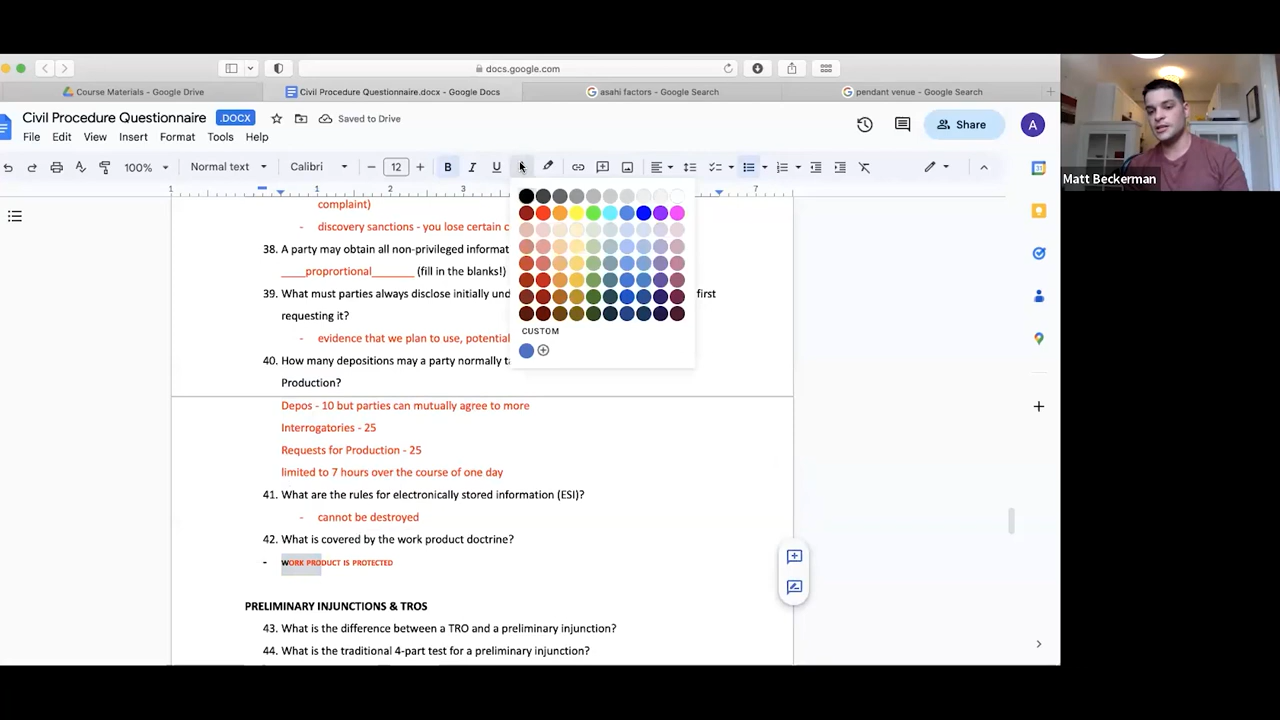 docs.google.com
Course Materials - Google Drive
Civil Procedure Questionnaire.docx - Google Docs
asahi factors - Google Search
pendant venue - Google Search
Civil Procedure Questionnaire .DOCX Saved to Drive
File Edit View Insert Format Tools Help
Share
A
100% Normal text Calibri 12 B I U
1 1 2 7
complaint)
- discovery sanctions - you lose certain c
38. A party may obtain all non-privileged informat
____proprortional_______ (fill in the blanks!)
39. What must parties always disclose initially und first
requesting it?
- evidence that we plan to use, potential
40. How many depositions may a party normally ta
Production?
Depos - 10 but parties can mutually agree to more
Interrogatories - 25
Requests for Production - 25
limited to 7 hours over the course of one day
41. What are the rules for electronically stored information (ESI)?
- cannot be destroyed
42. What is covered by the work product doctrine?
- WORK PRODUCT IS PROTECTED
PRELIMINARY INJUNCTIONS & TROS
43. What is the difference between a TRO and a preliminary injunction?
44. What is the traditional 4-part test for a preliminary injunction?
CUSTOM
Matt Beckerman